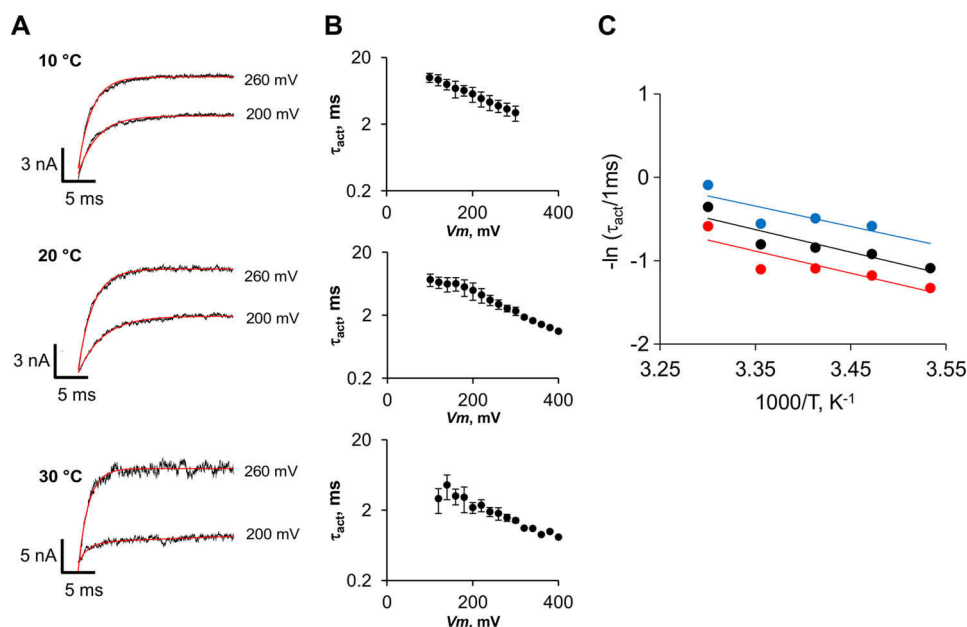 A
10 °C
260 mV
200 mV
3 nA
5 ms
20 °C
260 mV
200 mV
3 nA
5 ms
30 °C
260 mV
200 mV
5 nA
5 ms
B
20
2
0.2
τact, ms
0 200 400
Vm, mV
20
2
0.2
τact, ms
0 200 400
Vm, mV
20
2
0.2
τact, ms
0 200 400
Vm, mV
C
1
0
-1
-2
-ln (τact/1ms)
3.25 3.35 3.45 3.55
1000/T, K-1